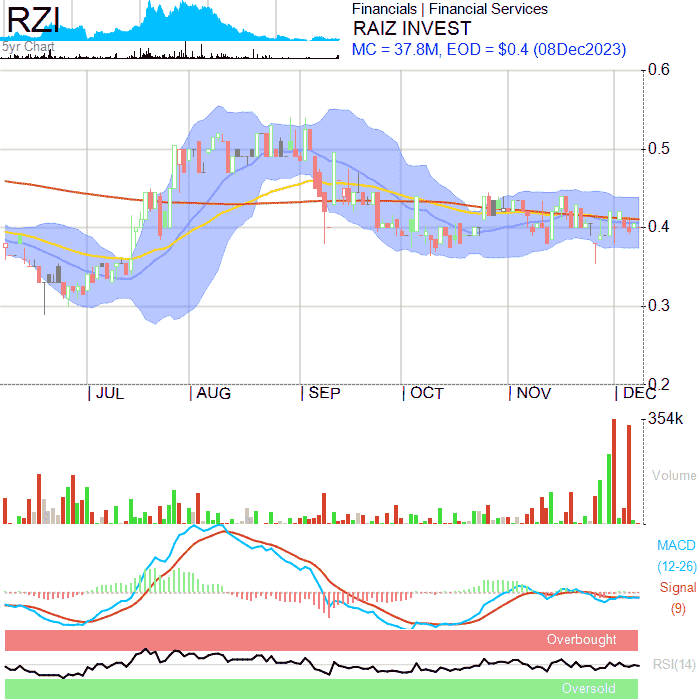 RZI
5yr Chart
Financials | Financial Services
RAIZ INVEST
MC = 37.8M, EOD = $0.4 (08Dec2023)
0.6
0.5
0.4
0.3
0.2
JUL AUG SEP OCT NOV DEC
354k
Volume
MACD
(12-26)
Signal
(9)
Overbought
RSI(14)
Oversold